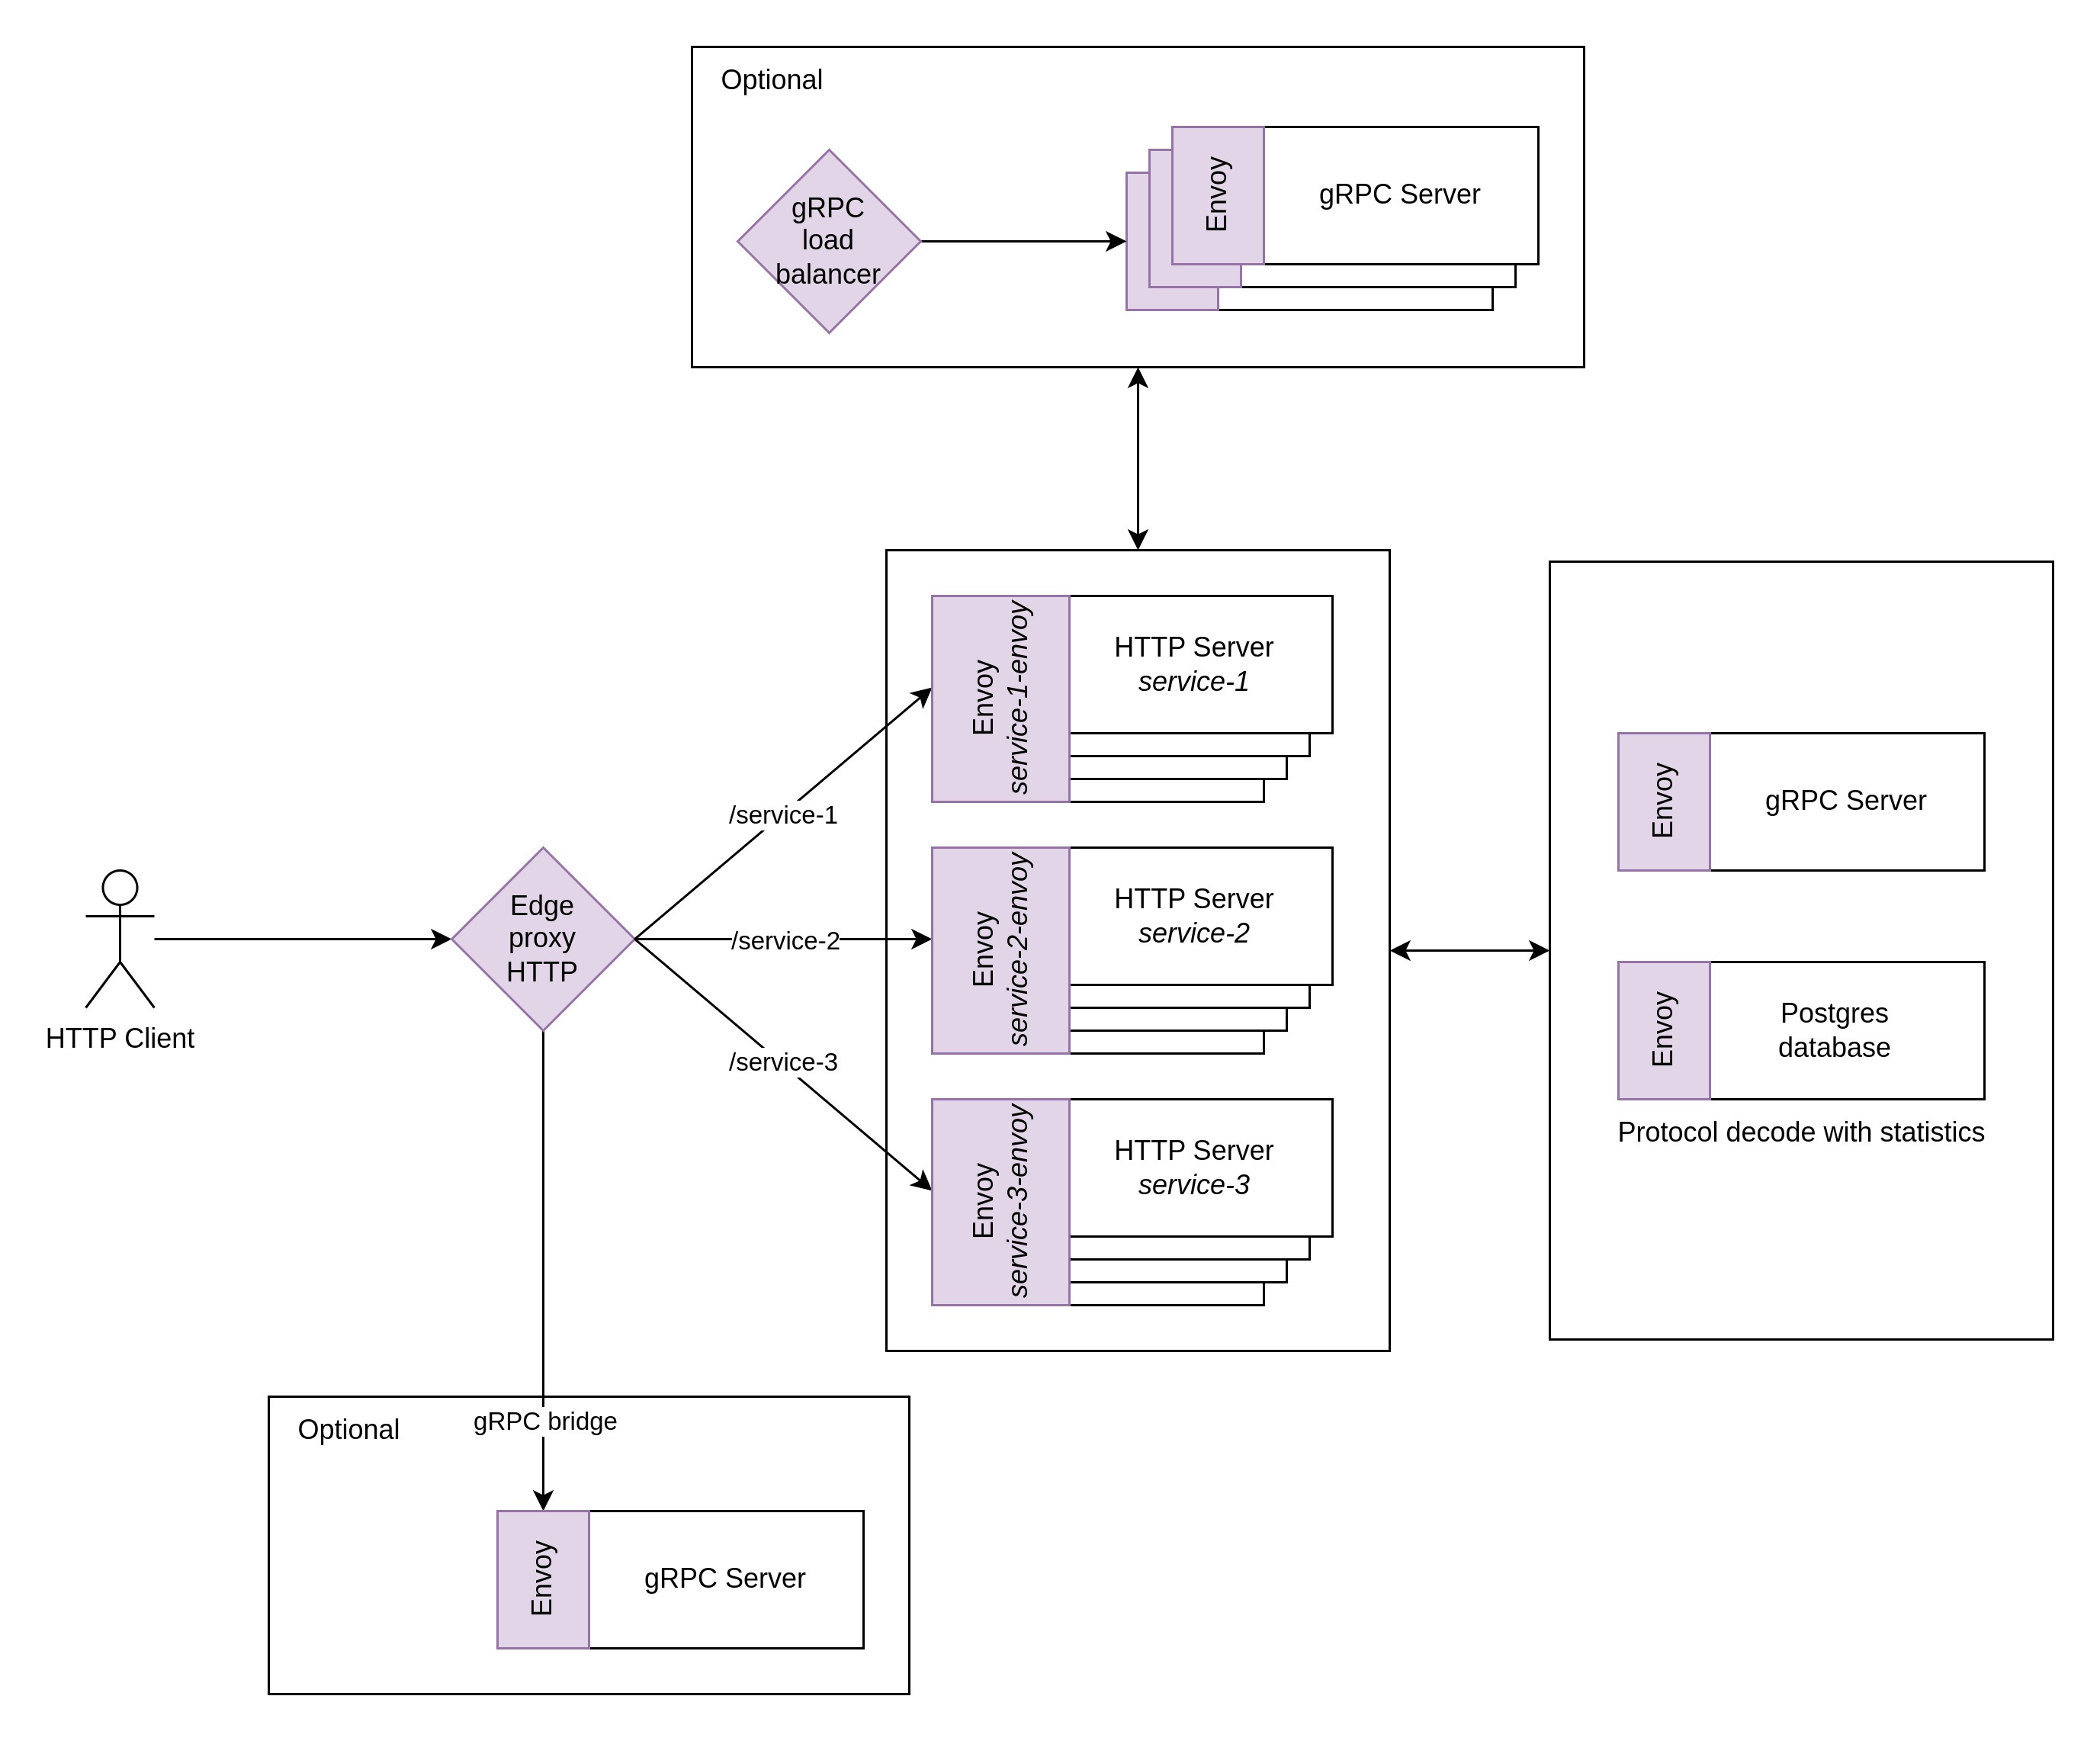 Optional
gRPC
load
balancer
Envoy
gRPC Server
Envoy
service-1-envoy
HTTP Server
service-1
/service-1
Envoy
service-2-envoy
HTTP Server
service-2
/service-2
Envoy
service-3-envoy
HTTP Server
service-3
/service-3
Edge
proxy
HTTP
HTTP Client
Envoy
gRPC Server
Envoy
Postgres
database
Protocol decode with statistics
Optional
gRPC bridge
Envoy
gRPC Server